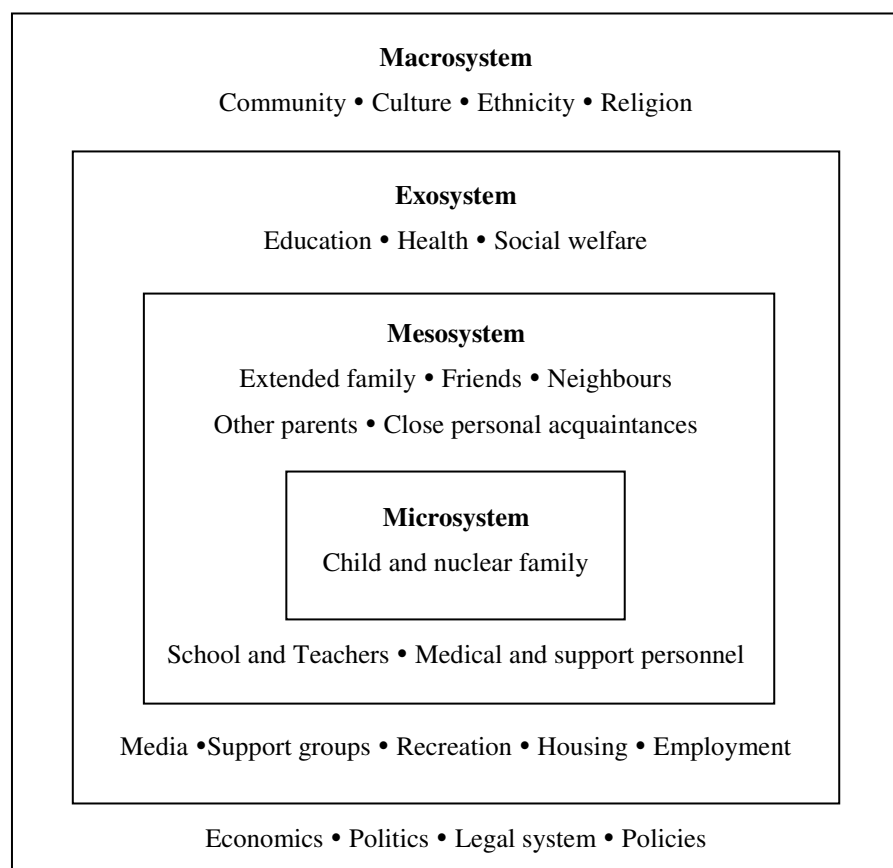 Macrosystem
Community • Culture • Ethnicity • Religion
Exosystem
Education • Health • Social welfare
Mesosystem
Extended family • Friends • Neighbours
Other parents • Close personal acquaintances
Microsystem
Child and nuclear family
School and Teachers • Medical and support personnel
Media •Support groups • Recreation • Housing • Employment
Economics • Politics • Legal system • Policies